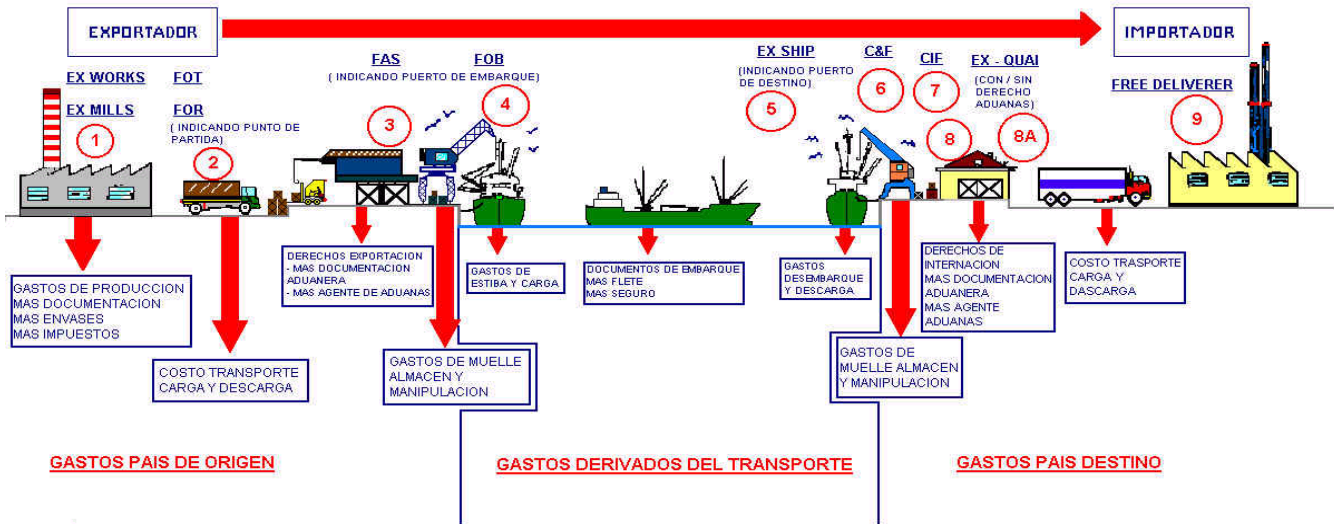 EXPORTADOR
IMPORTADOR
EX WORKS
EX MILLS
1
FOT
FOR
( INDICANDO PUNTO DE
PARTIDA)
2
FAS
FOB
( INDICANDO PUERTO DE EMBARQUE)
3
4
EX SHIP
(INDICANDO PUERTO
DE DESTINO)
5
C&F
6
CIF
7
8
EX - QUAI
(CON / SIN
DERECHO
ADUANAS)
8A
FREE DELIVERER
9
GASTOS DE PRODUCCION
MAS DOCUMENTACION
MAS ENVASES
MAS IMPUESTOS
COSTO TRANSPORTE
CARGA Y DESCARGA
DERECHOS EXPORTACION
- MAS DOCUMENTACION
ADUANERA
- MAS AGENTE DE ADUANAS
GASTOS DE MUELLE
ALMACEN Y
MANIPULACION
GASTOS DE
ESTIBA Y CARGA
DOCUMENTOS DE EMBARQUE
MAS FLETE
MAS SEGURO
GASTOS
DESEMBARQUE
Y DESCARGA
GASTOS DE
MUELLE ALMACEN
Y MANIPULACION
DERECHOS DE
INTERNACION
MAS DOCUMENTACION
ADUANERA
MAS AGENTE
ADUANAS
COSTO TRASPORTE
CARGA Y
DASCARGA
GASTOS PAIS DE ORIGEN
GASTOS DERIVADOS DEL TRANSPORTE
GASTOS PAIS DESTINO